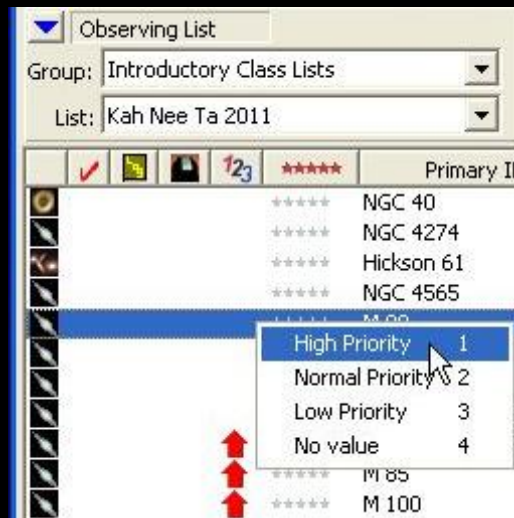 Observing List
Group: Introductory Class Lists
List: Kah Nee Ta 2011
123 Primary
NGC 40
NGC 4274
Hickson 61
NGC 4565
High Priority 1
Normal Priority 2
Low Priority 3
No value 4
M 85
M 100